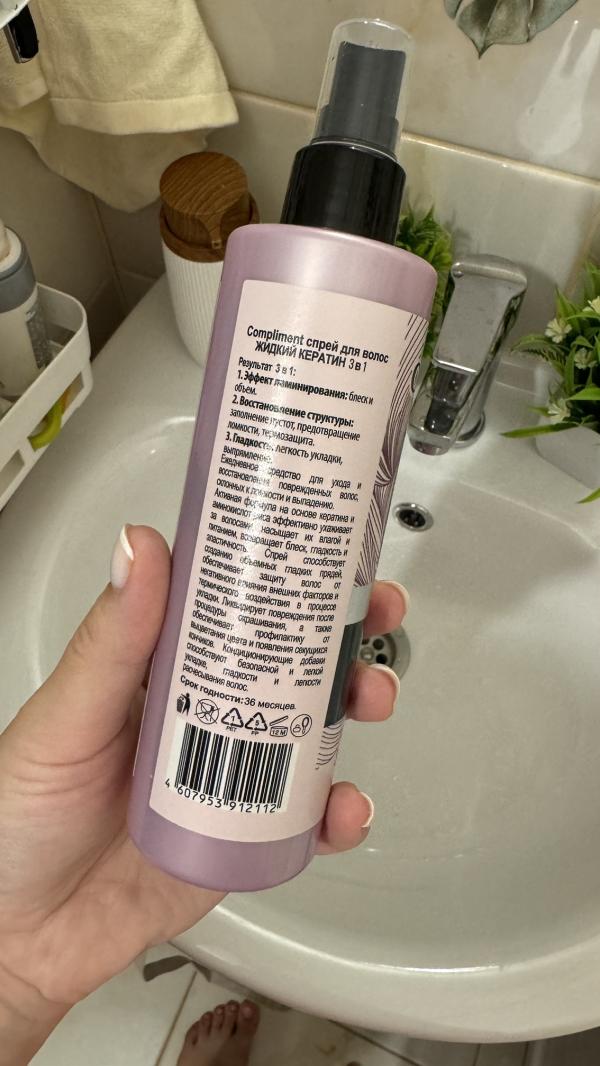 Compliment спрей для волос
ЖИДКИЙ КЕРАТИН 3 в 1
Результат 3 в 1:
1. Эффект ламинирования: блеск и
объем.
2. Восстановление структуры:
заполнение пустот, предотвращение
ломкости, термозащита.
3. Гладкость: легкость укладки,
выпрямление.
Ежедневное средство для ухода и
восстановления поврежденных волос,
склонных к ломкости и выпадению.
Активная формула на основе кератина и
аминокислот риса эффективно ухаживает
за волосами, насыщает их влагой и
питанием, возвращает блеск, гладкость и
эластичность. Спрей способствует
созданию объемных гладких прядей,
обеспечивает защиту волос от
негативного влияния внешних факторов и
термического воздействия в процессе
укладки. Ликвидирует повреждения после
процедуры окрашивания, а также
обеспечивает профилактику от
выцветания цвета и появления секущихся
кончиков. Кондиционирующие добавки
способствуют безопасной и легкой
укладке, гладкости и легкости
расчесывания волос.
Срок годности: 36 месяцев.
1
PET
5
PP
12 M
4 607953 912112